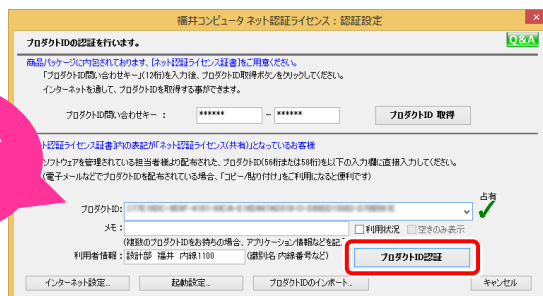 福井コンピュータ ネット認証ライセンス : 認証設定
プロダクトIDの認証を行います。
Q&A
商品パッケージに内包されております、[ネット認証ライセンス証書]をご用意ください。
「プロダクトID問い合わせキー」(12桁)を入力後、プロダクトID取得ボタンをクリックしてください。
インターネットを通して、プロダクトIDを取得する事ができます。
プロダクトID問い合わせキー : ****** - ****** プロダクトID 取得
ト認証ライセンス証書]内の表記が「ネット認証ライセンス(共有)」となっているお客様
ソフトウェアを管理されている担当者様より配布された、プロダクトID(56桁または58桁)を以下の入力欄に直接入力してください。
(電子メールなどでプロダクトIDを配布されている場合、「コピー/貼り付け」をご利用になると便利です)
占有
プロダクトID:
メモ : 利用状況 空きのみ表示
(複数のプロダクトIDをお持ちの場合、アプリケーション情報などを記
利用者情報 : 設計部 福井 内線1100 (識別名 内線番号など) プロダクトID認証
インターネット設定... 起動設定... プロダクトIDのインポート... キャンセル